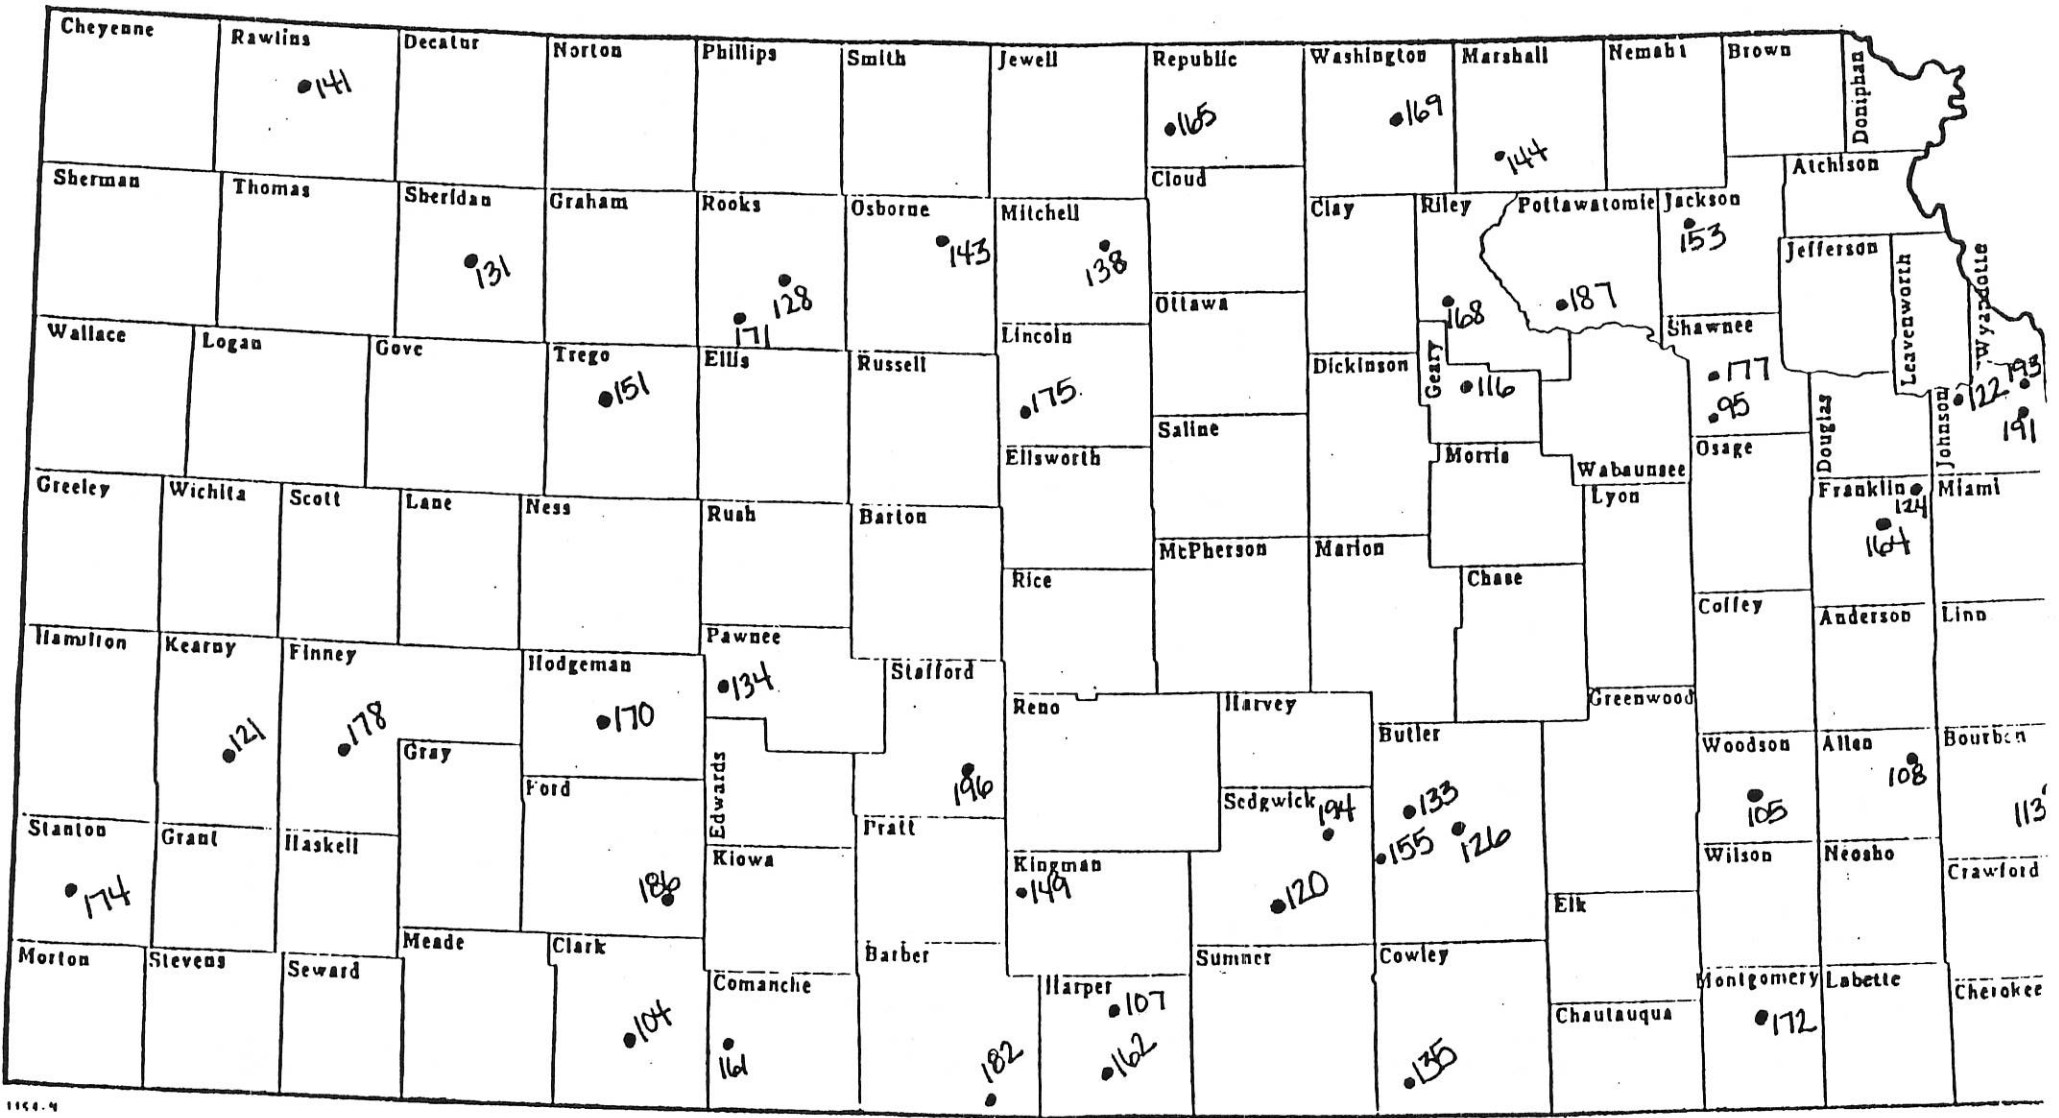 Cheyenne
Rawlins
Decatur
Norton
Phillips
Smith
Jewell
Republic
Washington
Marshall
Nemaha
Brown
Doniphan
141
165
169
144
Sherman
Thomas
Sheridan
Graham
Rooks
Osborne
Mitchell
Cloud
Clay
Riley
Pottawatomie
Jackson
Atchison
131
128
171
143
138
168
187
153
Jefferson
Leavenworth
Wyandotte
Wallace
Logan
Gove
Trego
Ellis
Russell
Lincoln
Ottawa
Dickinson
Geary
Shawnee
151
175
116
177
95
Douglas
Johnson
122
193
191
Saline
Ellsworth
Morris
Wabaunsee
Osage
Greeley
Wichita
Scott
Lane
Ness
Rush
Barton
McPherson
Marion
Lyon
Franklin
Miami
124
164
Rice
Chase
Coffey
Anderson
Linn
Hamilton
Kearny
Finney
Hodgeman
Pawnee
Stafford
134
Reno
Harvey
Greenwood
121
178
170
Gray
Ford
Edwards
196
Butler
Woodson
Allen
Bourbon
108
105
113
Sedgwick
194
133
155
126
120
Stanton
Grant
Haskell
Kiowa
Pratt
Kingman
149
Wilson
Neosho
Crawford
174
186
Elk
Morton
Stevens
Seward
Meade
Clark
Comanche
Barber
Harper
Sumner
Cowley
Chautauqua
Montgomery
Labette
Cherokee
104
161
182
107
162
135
172